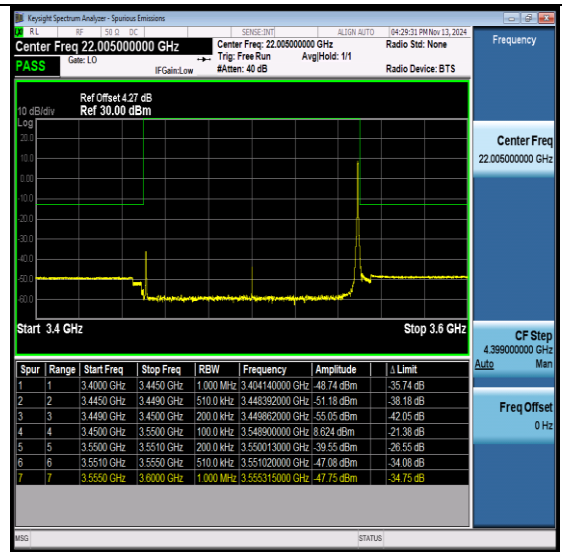 Keysight Spectrum Analyzer - Spurious Emissions
RL RF 50 Ω DC SENSE:INT ALIGN AUTO 04:29:31 PM Nov 13, 2024
Center Freq 22.005000000 GHz
Center Freq: 22.005000000 GHz
Radio Std: None
Frequency
PASS
Gate: LO
Trig: Free Run Avg|Hold: 1/1
IFGain:Low
#Atten: 40 dB
Radio Device: BTS
Ref Offset 4.27 dB
10 dB/div Ref 30.00 dBm
Log
20.0
10.0
0.00
-10.0
-20.0
-30.0
-40.0
-50.0
-60.0
Start 3.4 GHz
Stop 3.6 GHz
Center Freq
22.005000000 GHz
CF Step
4.399000000 GHz
Auto Man
Freq Offset
0 Hz
Spur Range Start Freq Stop Freq RBW Frequency Amplitude Δ Limit
1 1 3.4000 GHz 3.4450 GHz 1.000 MHz 3.404140000 GHz -48.74 dBm -35.74 dB
2 2 3.4450 GHz 3.4490 GHz 510.0 kHz 3.448392000 GHz -51.18 dBm -38.18 dB
3 3 3.4490 GHz 3.4500 GHz 200.0 kHz 3.449862000 GHz -55.05 dBm -42.05 dB
4 4 3.4500 GHz 3.5500 GHz 100.0 kHz 3.548900000 GHz 8.624 dBm -21.38 dB
5 5 3.5500 GHz 3.5510 GHz 200.0 kHz 3.550013000 GHz -39.55 dBm -26.55 dB
6 6 3.5510 GHz 3.5550 GHz 510.0 kHz 3.551020000 GHz -47.08 dBm -34.08 dB
7 7 3.5550 GHz 3.6000 GHz 1.000 MHz 3.555315000 GHz -47.75 dBm -34.75 dB
MSG
STATUS